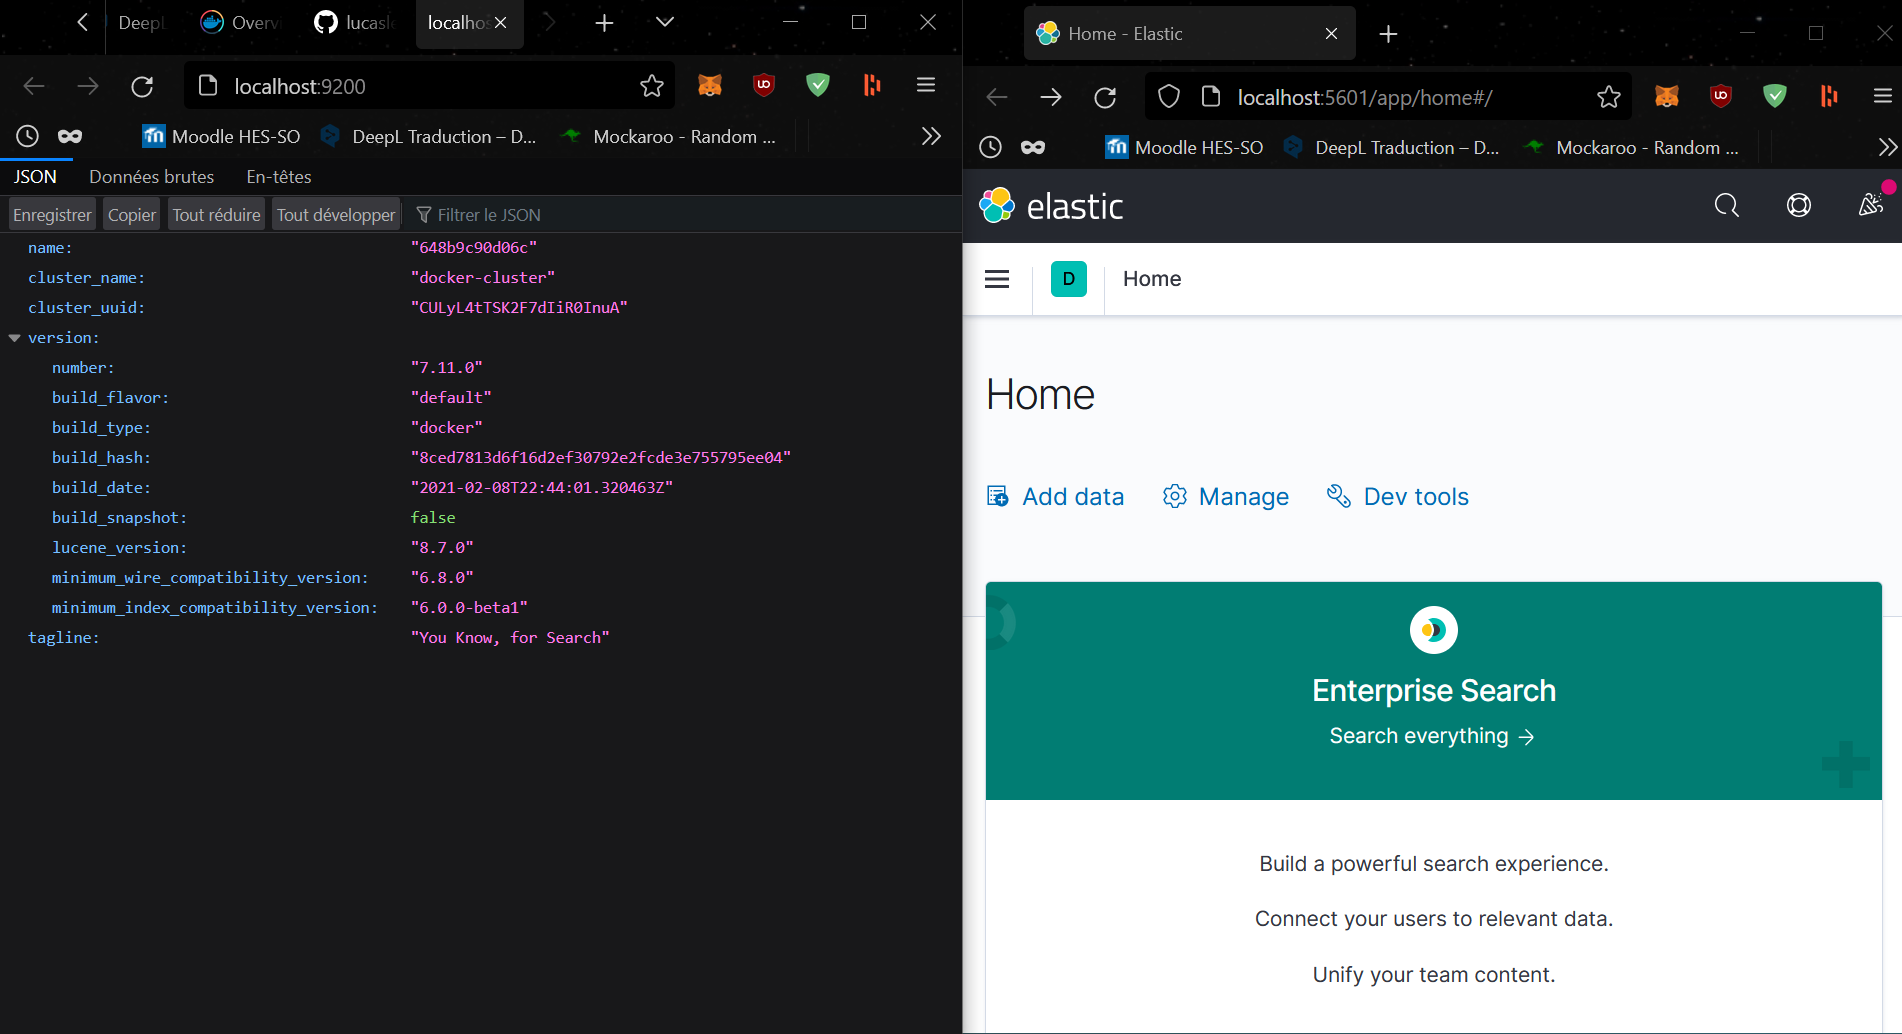 DeepL
Overvi
lucasle
localhos
localhost:9200
Moodle HES-SO
DeepL Traduction – D...
Mockaroo - Random ...
JSON
Données brutes
En-têtes
Enregistrer
Copier
Tout réduire
Tout développer
Filtrer le JSON
name: "648b9c90d06c"
cluster_name: "docker-cluster"
cluster_uuid: "CULyL4tTSK2F7dIiR0InuA"
version:
number: "7.11.0"
build_flavor: "default"
build_type: "docker"
build_hash: "8ced7813d6f16d2ef30792e2fcde3e755795ee04"
build_date: "2021-02-08T22:44:01.320463Z"
build_snapshot: false
lucene_version: "8.7.0"
minimum_wire_compatibility_version: "6.8.0"
minimum_index_compatibility_version: "6.0.0-beta1"
tagline: "You Know, for Search"
Home - Elastic
localhost:5601/app/home#/
Moodle HES-SO
DeepL Traduction – D...
Mockaroo - Random ...
elastic
D
Home
Home
Add data
Manage
Dev tools
Enterprise Search
Search everything →
Build a powerful search experience.
Connect your users to relevant data.
Unify your team content.